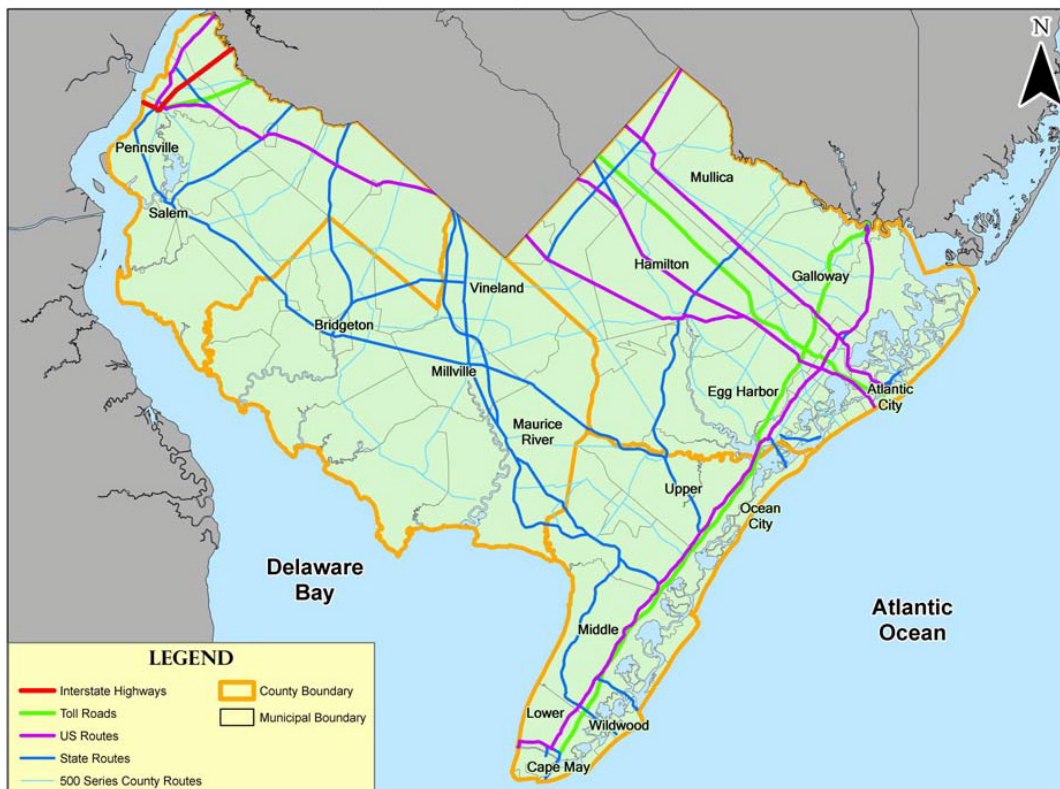 N
Pennsville
Salem
Mullica
Hamilton
Galloway
Vineland
Bridgeton
Millville
Egg Harbor
Atlantic
City
Maurice
River
Upper
Ocean
City
Delaware
Bay
Atlantic
Ocean
Middle
Lower
Wildwood
Cape May
LEGEND
Interstate Highways
County Boundary
Toll Roads
Municipal Boundary
US Routes
State Routes
500 Series County Routes